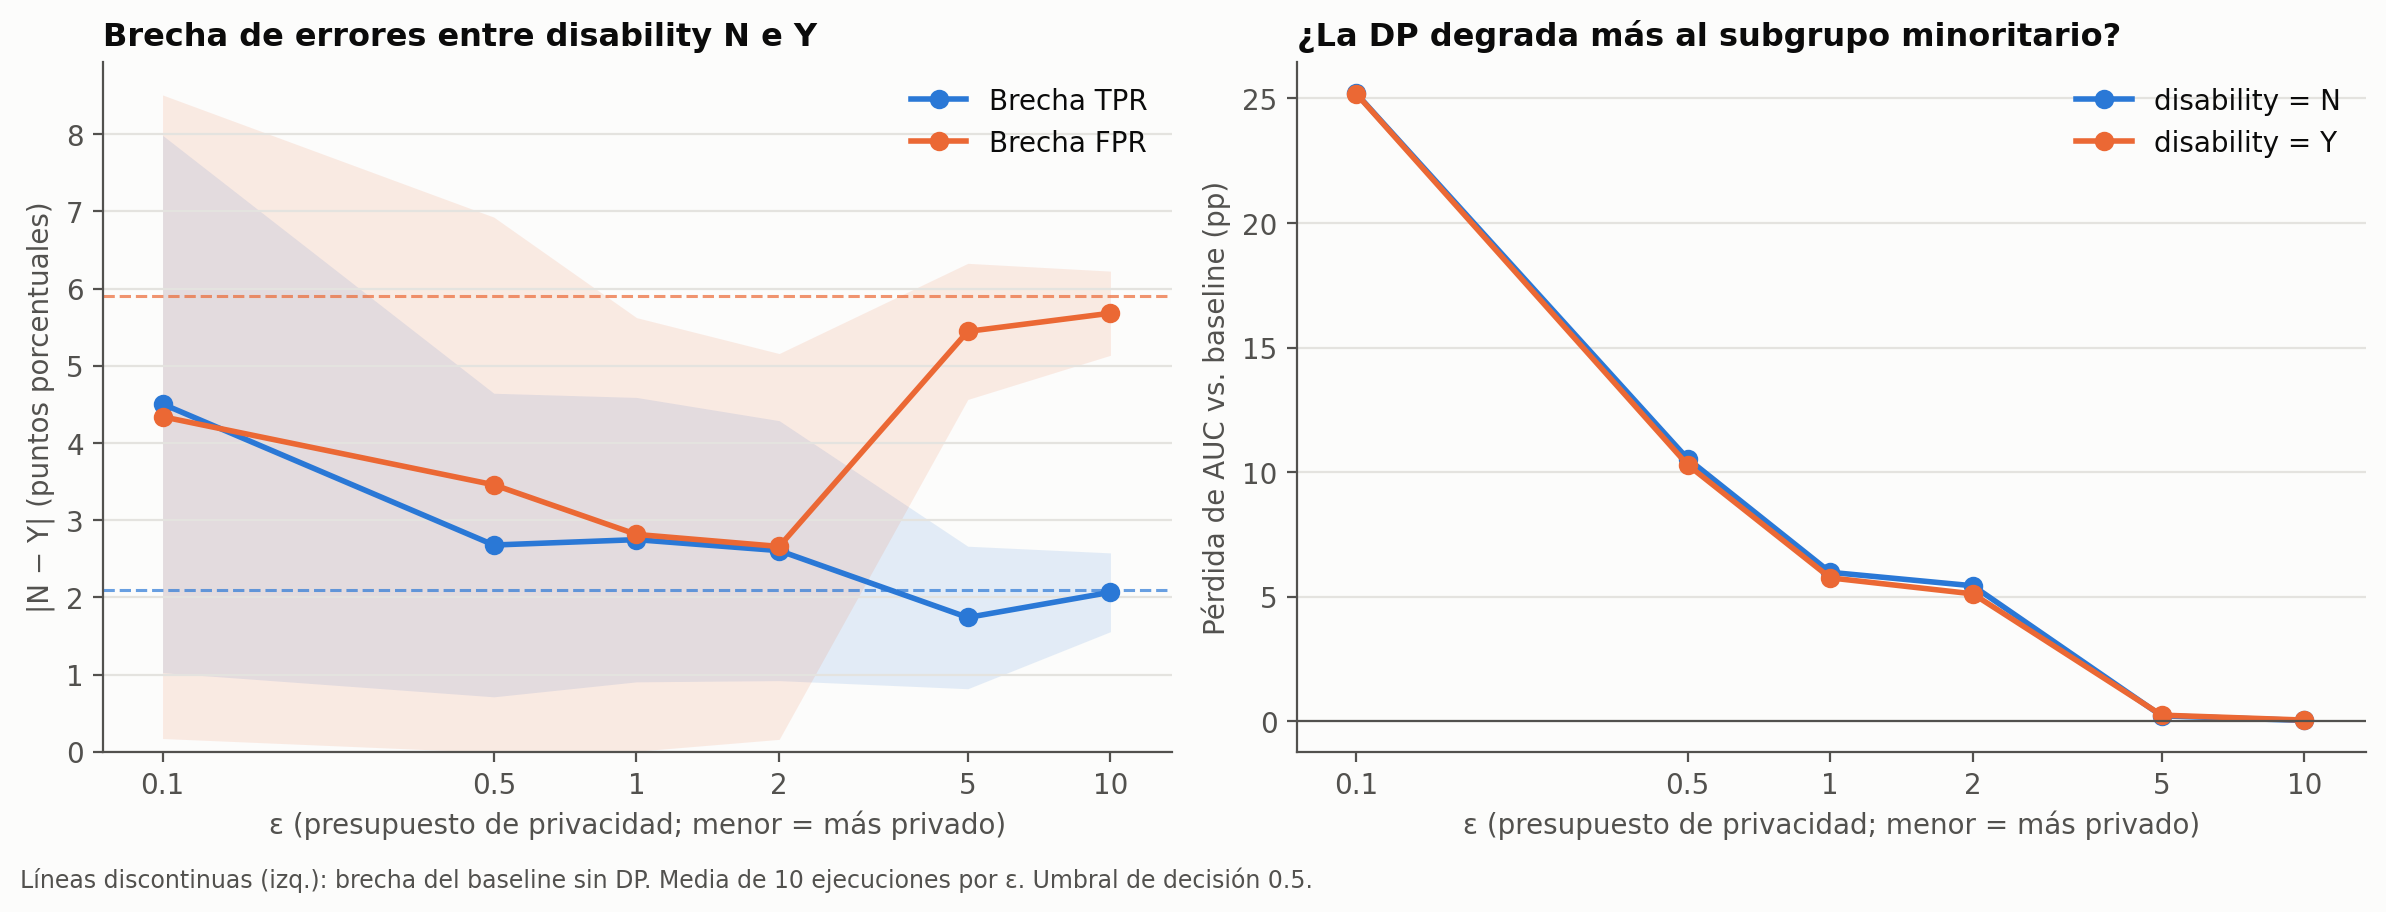 Brecha de errores entre disability N e Y
|N − Y| (puntos porcentuales)
8
7
6
5
4
3
2
1
0
Brecha TPR
Brecha FPR
0.1
0.5
1
2
5
10
ε (presupuesto de privacidad; menor = más privado)
¿La DP degrada más al subgrupo minoritario?
Pérdida de AUC vs. baseline (pp)
25
20
15
10
5
0
disability = N
disability = Y
0.1
0.5
1
2
5
10
ε (presupuesto de privacidad; menor = más privado)
Líneas discontinuas (izq.): brecha del baseline sin DP. Media de 10 ejecuciones por ε. Umbral de decisión 0.5.